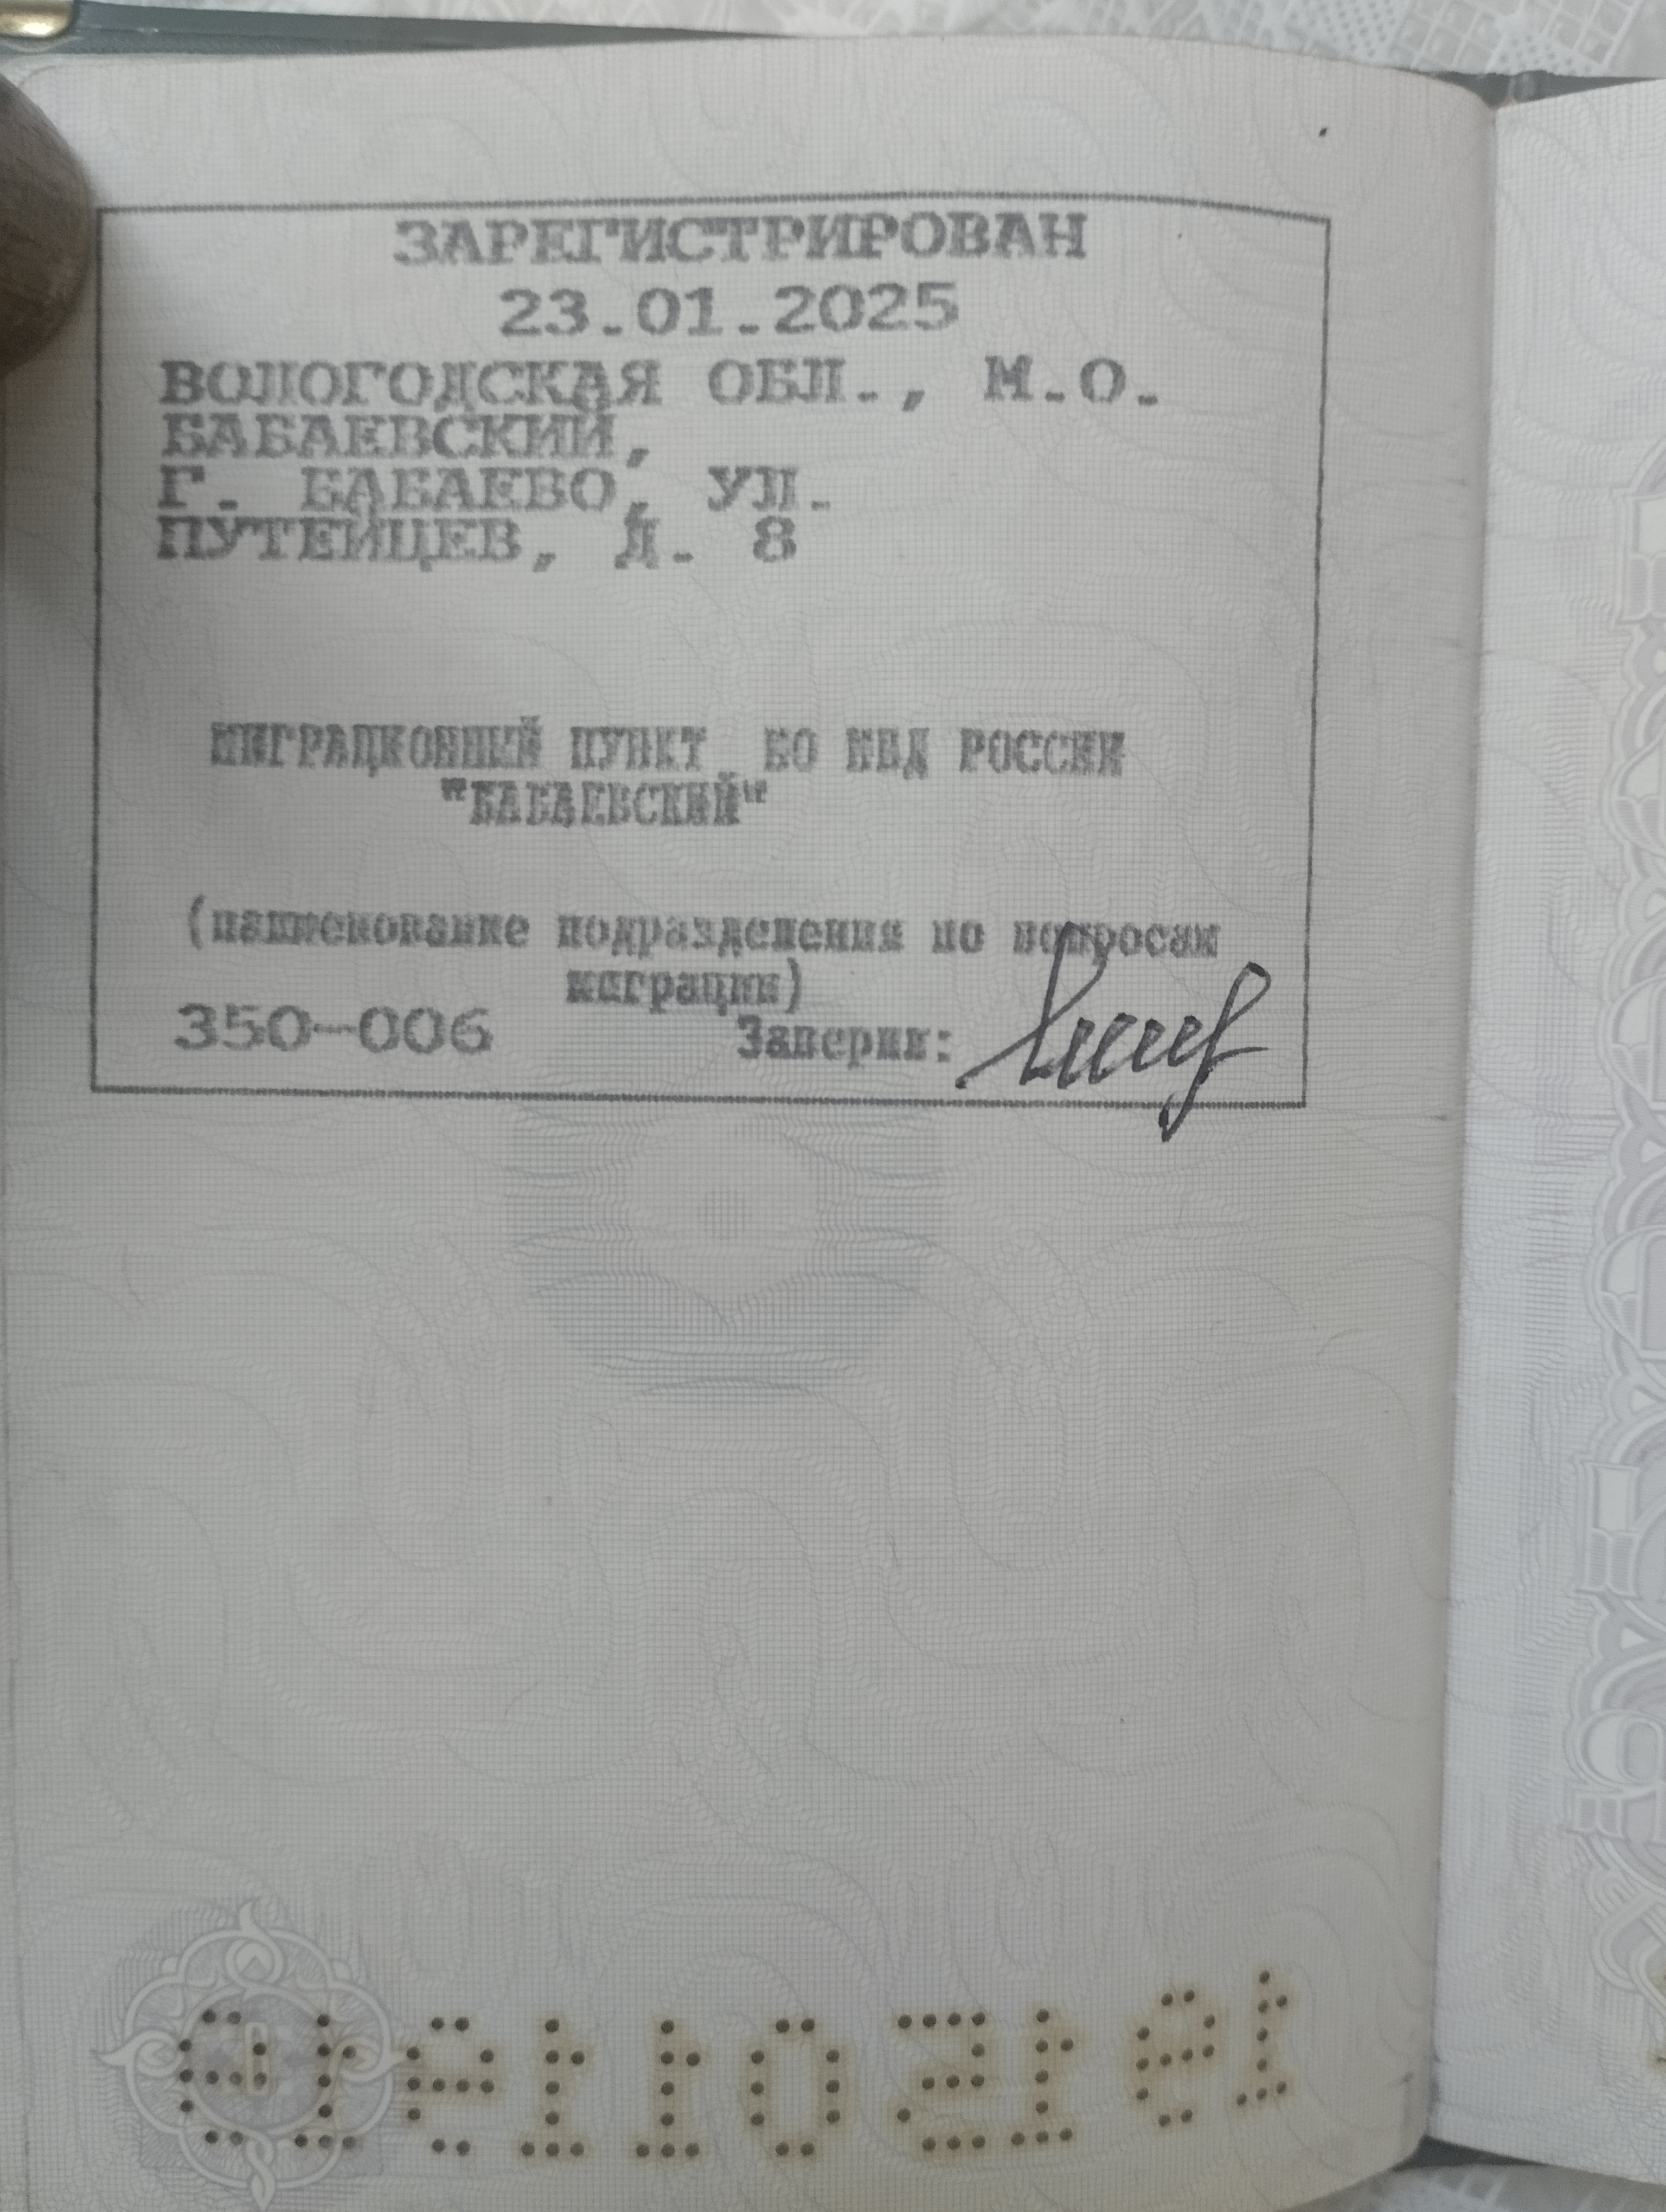 ЗАРЕГИСТРИРОВАН
23.01.2025
ВОЛОГОДСКАЯ ОБЛ., М.О.
БАБАЕВСКИЙ,
Г. БАБАЕВО, УЛ.
ПУТЕЙЦЕВ, Д. 8
МИГРАЦИОННЫЙ ПУНКТ МО МВД РОССИИ
"БАБАЕВСКИЙ"
(наименование подразделения по вопросам
миграции)
350-006 Заверил: